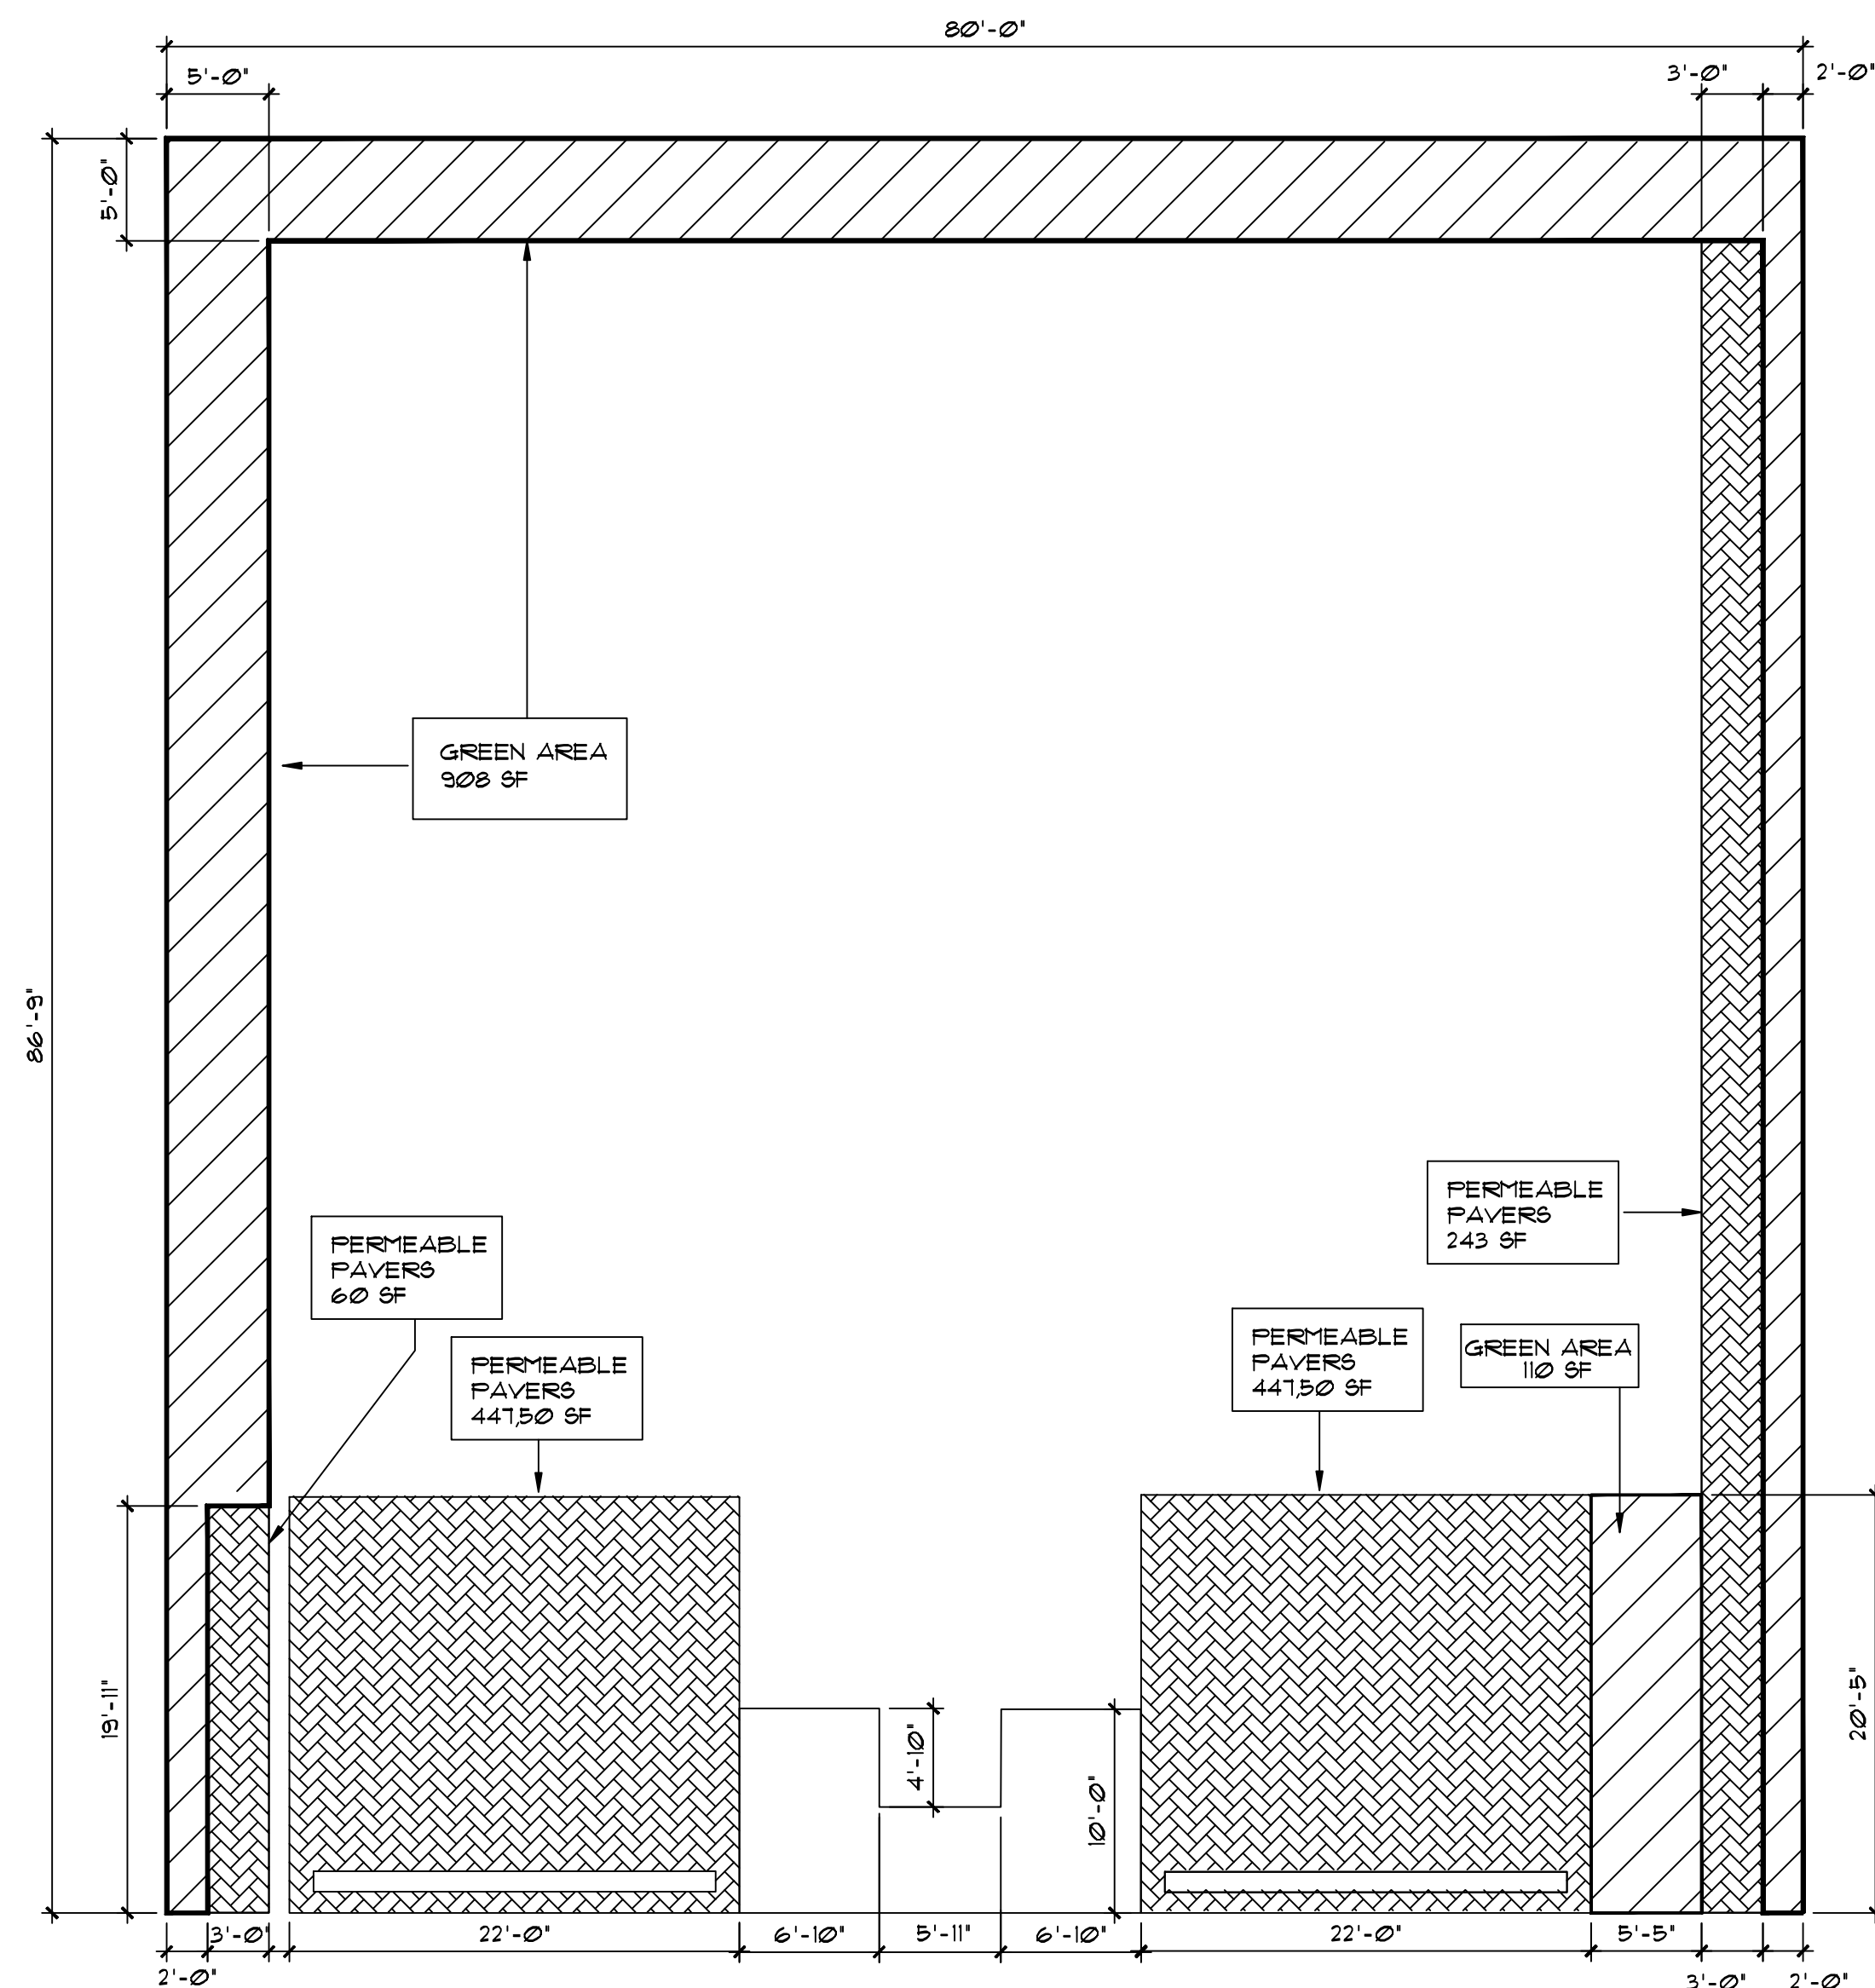 80'-0"
5'-0"
3'-0"
2'-0"
5'-0"
86'-9"
GREEN AREA
908 SF
PERMEABLE
PAVERS
243 SF
PERMEABLE
PAVERS
60 SF
PERMEABLE
PAVERS
447,50 SF
PERMEABLE
PAVERS
447,50 SF
GREEN AREA
110 SF
19'-11"
4'-10"
10'-0"
20'-5"
3'-0"
22'-0"
6'-10"
5'-11"
6'-10"
22'-0"
5'-5"
2'-0"
3'-0"
2'-0"